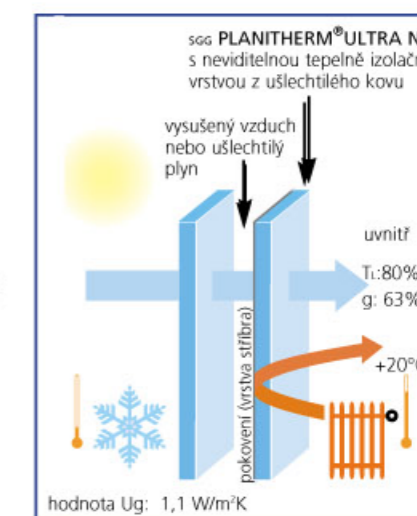 SGG PLANITHERM®ULTRA N
s neviditelnou tepelně izolačn
vrstvou z ušlechtilého kovu
vysušený vzduch
nebo ušlechtilý
plyn
uvnitř
TL:80%
g: 63%
+20°
pokovení (vrstva stříbra)
hodnota Ug: 1,1 W/m²K